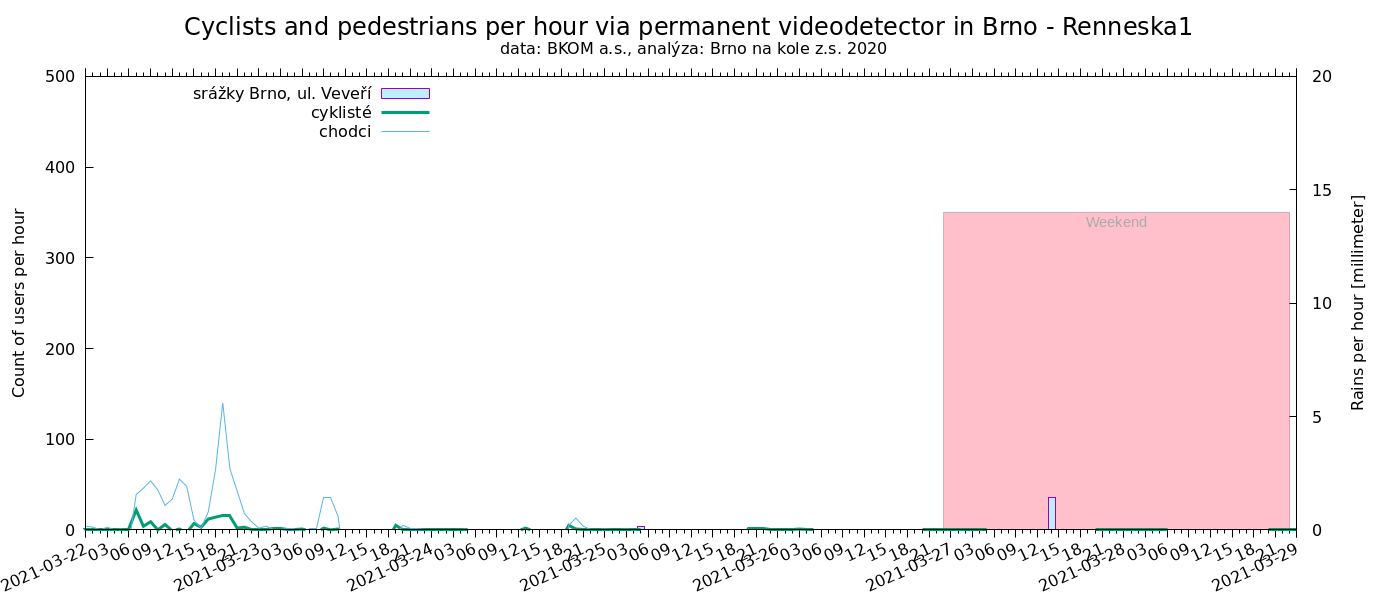 Cyclists and pedestrians per hour via permanent videodetector in Brno - Renneska1
data: BKOM a.s., analýza: Brno na kole z.s. 2020
srážky Brno, ul. Veveří
cyklisté
chodci
Count of users per hour
500
400
300
200
100
0
Rains per hour [millimeter]
20
15
10
5
0
Weekend
2021-03-22 03 06 09 12 15 18 21 2021-03-23 03 06 09 12 15 18 21 2021-03-24 03 06 09 12 15 18 21 2021-03-25 03 06 09 12 15 18 21 2021-03-26 03 06 09 12 15 18 21 2021-03-27 03 06 09 12 15 18 21 2021-03-28 03 06 09 12 15 18 21 2021-03-29